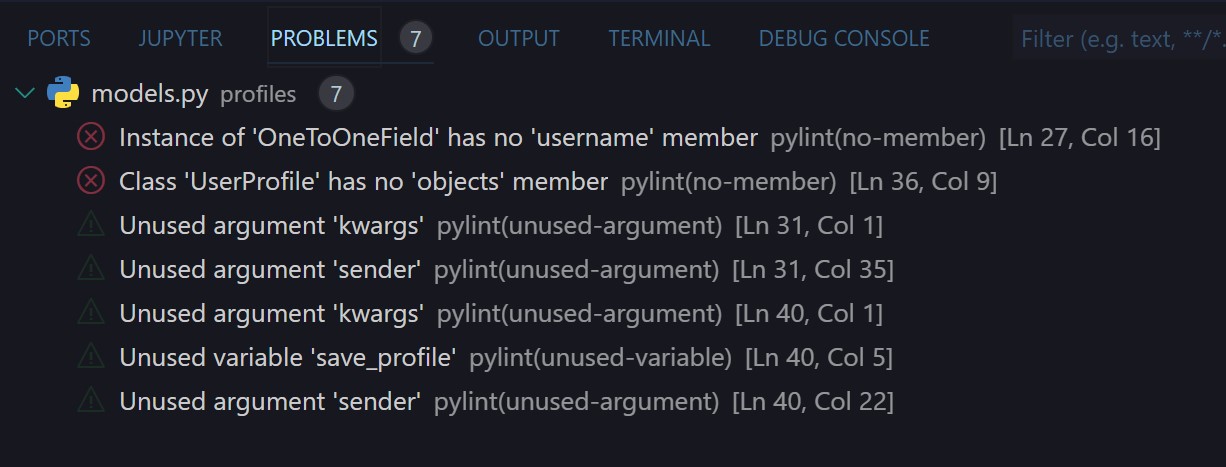 PORTS JUPYTER PROBLEMS 7 OUTPUT TERMINAL DEBUG CONSOLE Filter (e.g. text, **/*.
models.py profiles 7
Instance of 'OneToOneField' has no 'username' member pylint(no-member) [Ln 27, Col 16]
Class 'UserProfile' has no 'objects' member pylint(no-member) [Ln 36, Col 9]
Unused argument 'kwargs' pylint(unused-argument) [Ln 31, Col 1]
Unused argument 'sender' pylint(unused-argument) [Ln 31, Col 35]
Unused argument 'kwargs' pylint(unused-argument) [Ln 40, Col 1]
Unused variable 'save_profile' pylint(unused-variable) [Ln 40, Col 5]
Unused argument 'sender' pylint(unused-argument) [Ln 40, Col 22]